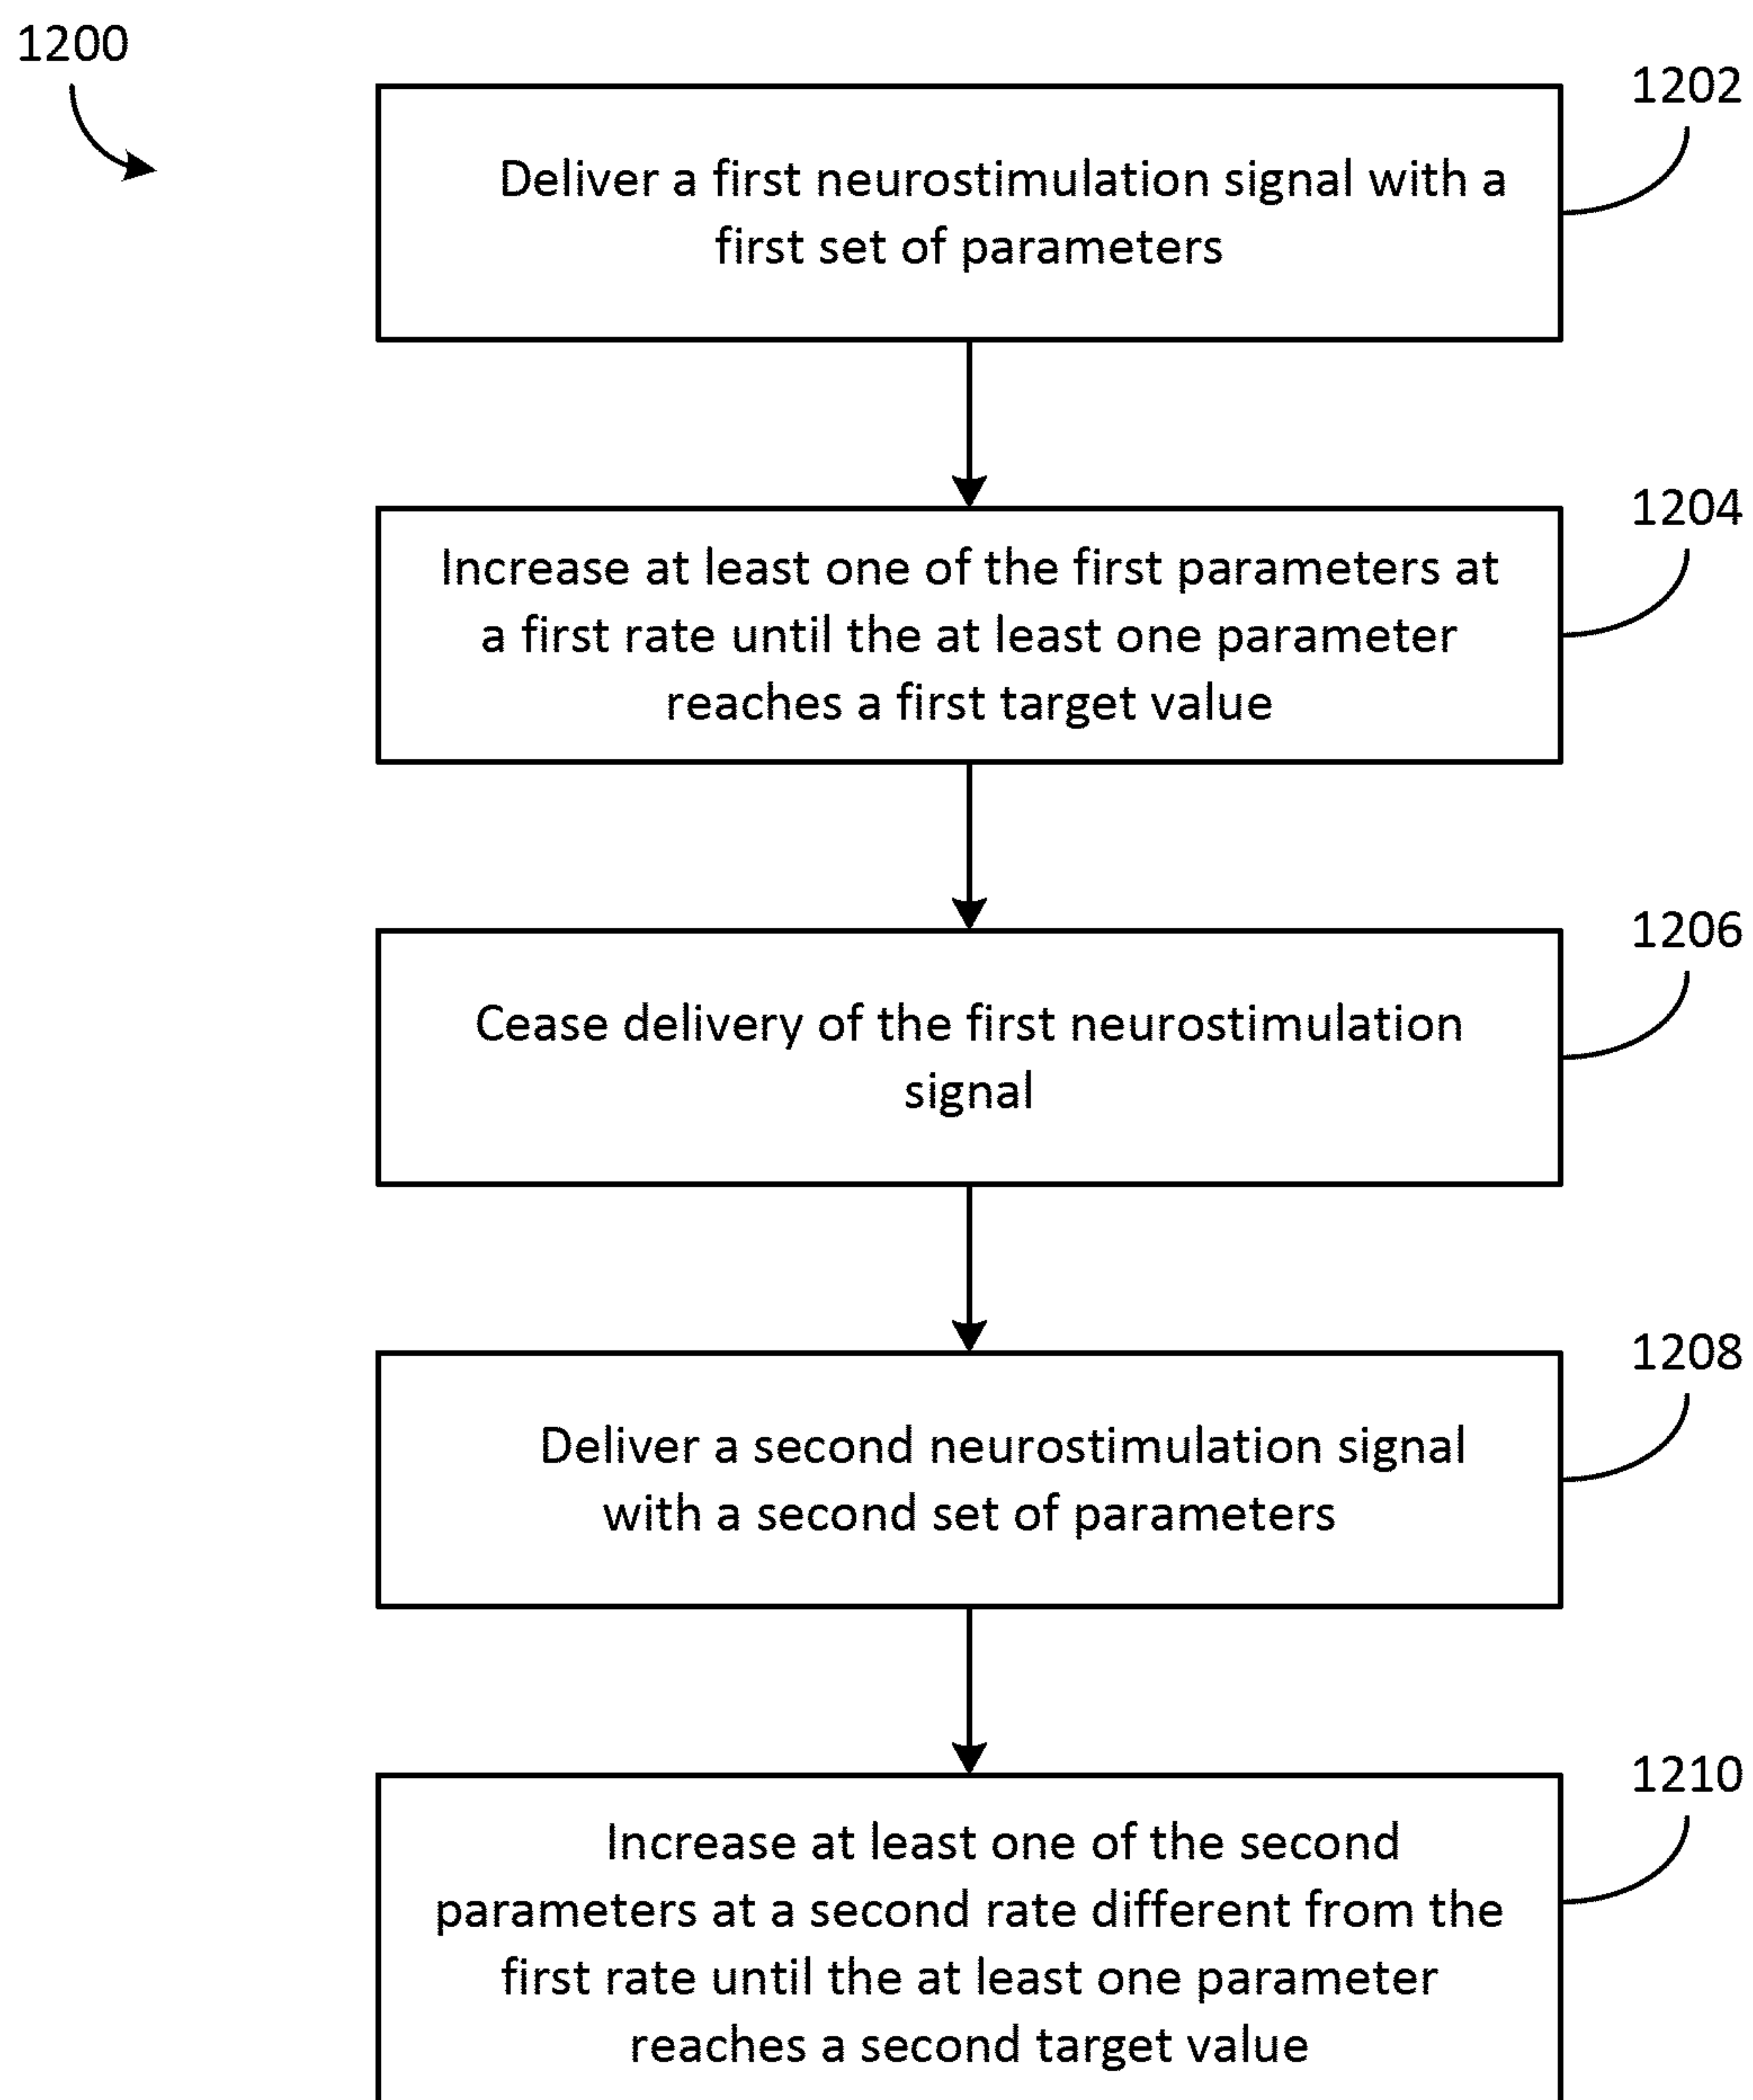 1200
1202
Deliver a first neurostimulation signal with a
first set of parameters
1204
Increase at least one of the first parameters at
a first rate until the at least one parameter
reaches a first target value
1206
Cease delivery of the first neurostimulation
signal
1208
Deliver a second neurostimulation signal
with a second set of parameters
1210
Increase at least one of the second
parameters at a second rate different from the
first rate until the at least one parameter
reaches a second target value